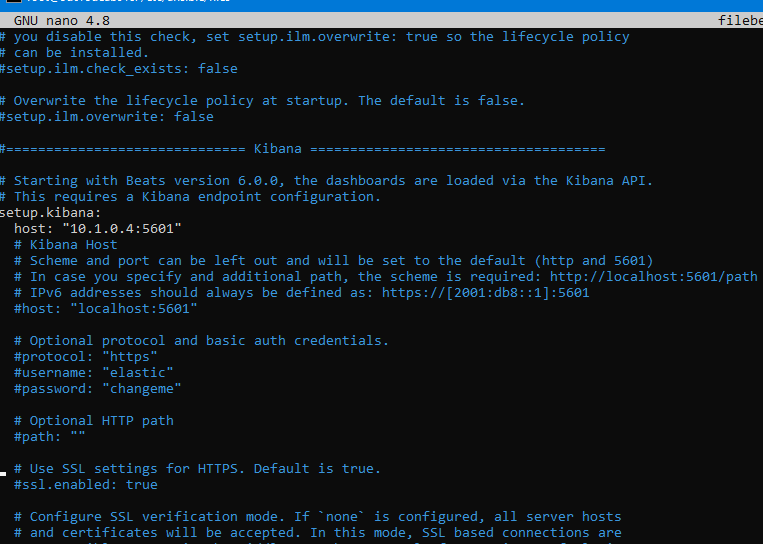 GNU nano 4.8 filebe
# you disable this check, set setup.ilm.overwrite: true so the lifecycle policy
# can be installed.
#setup.ilm.check_exists: false
# Overwrite the lifecycle policy at startup. The default is false.
#setup.ilm.overwrite: false
#============================== Kibana =====================================
# Starting with Beats version 6.0.0, the dashboards are loaded via the Kibana API.
# This requires a Kibana endpoint configuration.
setup.kibana:
host: "10.1.0.4:5601"
# Kibana Host
# Scheme and port can be left out and will be set to the default (http and 5601)
# In case you specify and additional path, the scheme is required: http://localhost:5601/path
# IPv6 addresses should always be defined as: https://[2001:db8::1]:5601
#host: "localhost:5601"
# Optional protocol and basic auth credentials.
#protocol: "https"
#username: "elastic"
#password: "changeme"
# Optional HTTP path
#path: ""
# Use SSL settings for HTTPS. Default is true.
#ssl.enabled: true
# Configure SSL verification mode. If `none` is configured, all server hosts
# and certificates will be accepted. In this mode, SSL based connections are